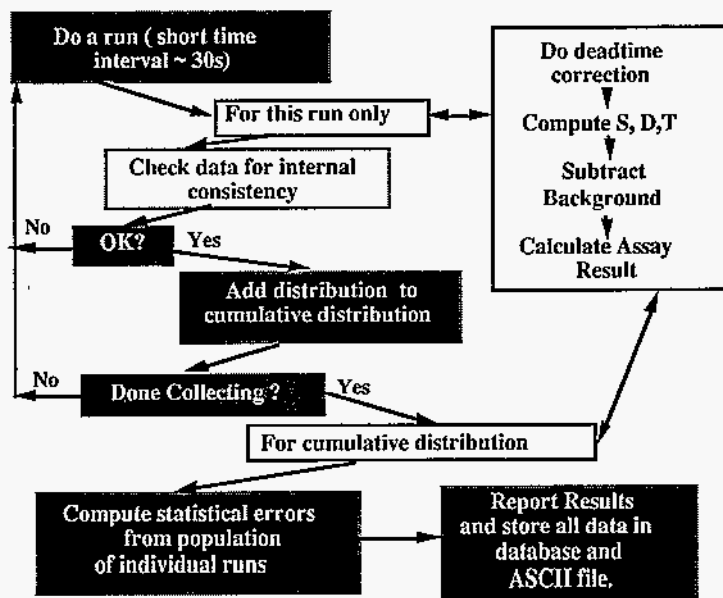 Do a run ( short time
interval ~ 30s)
For this run only
Check data for internal
consistency
No
OK?
Yes
Add distribution to
cumulative distribution
No
Done Collecting ?
Yes
For cumulative distribution
Compute statistical errors
from population
of individual runs
Report Results
and store all data in
database and
ASCII file.
Do deadtime
correction
Compute S, D,T
Subtract
Background
Calculate Assay
Result